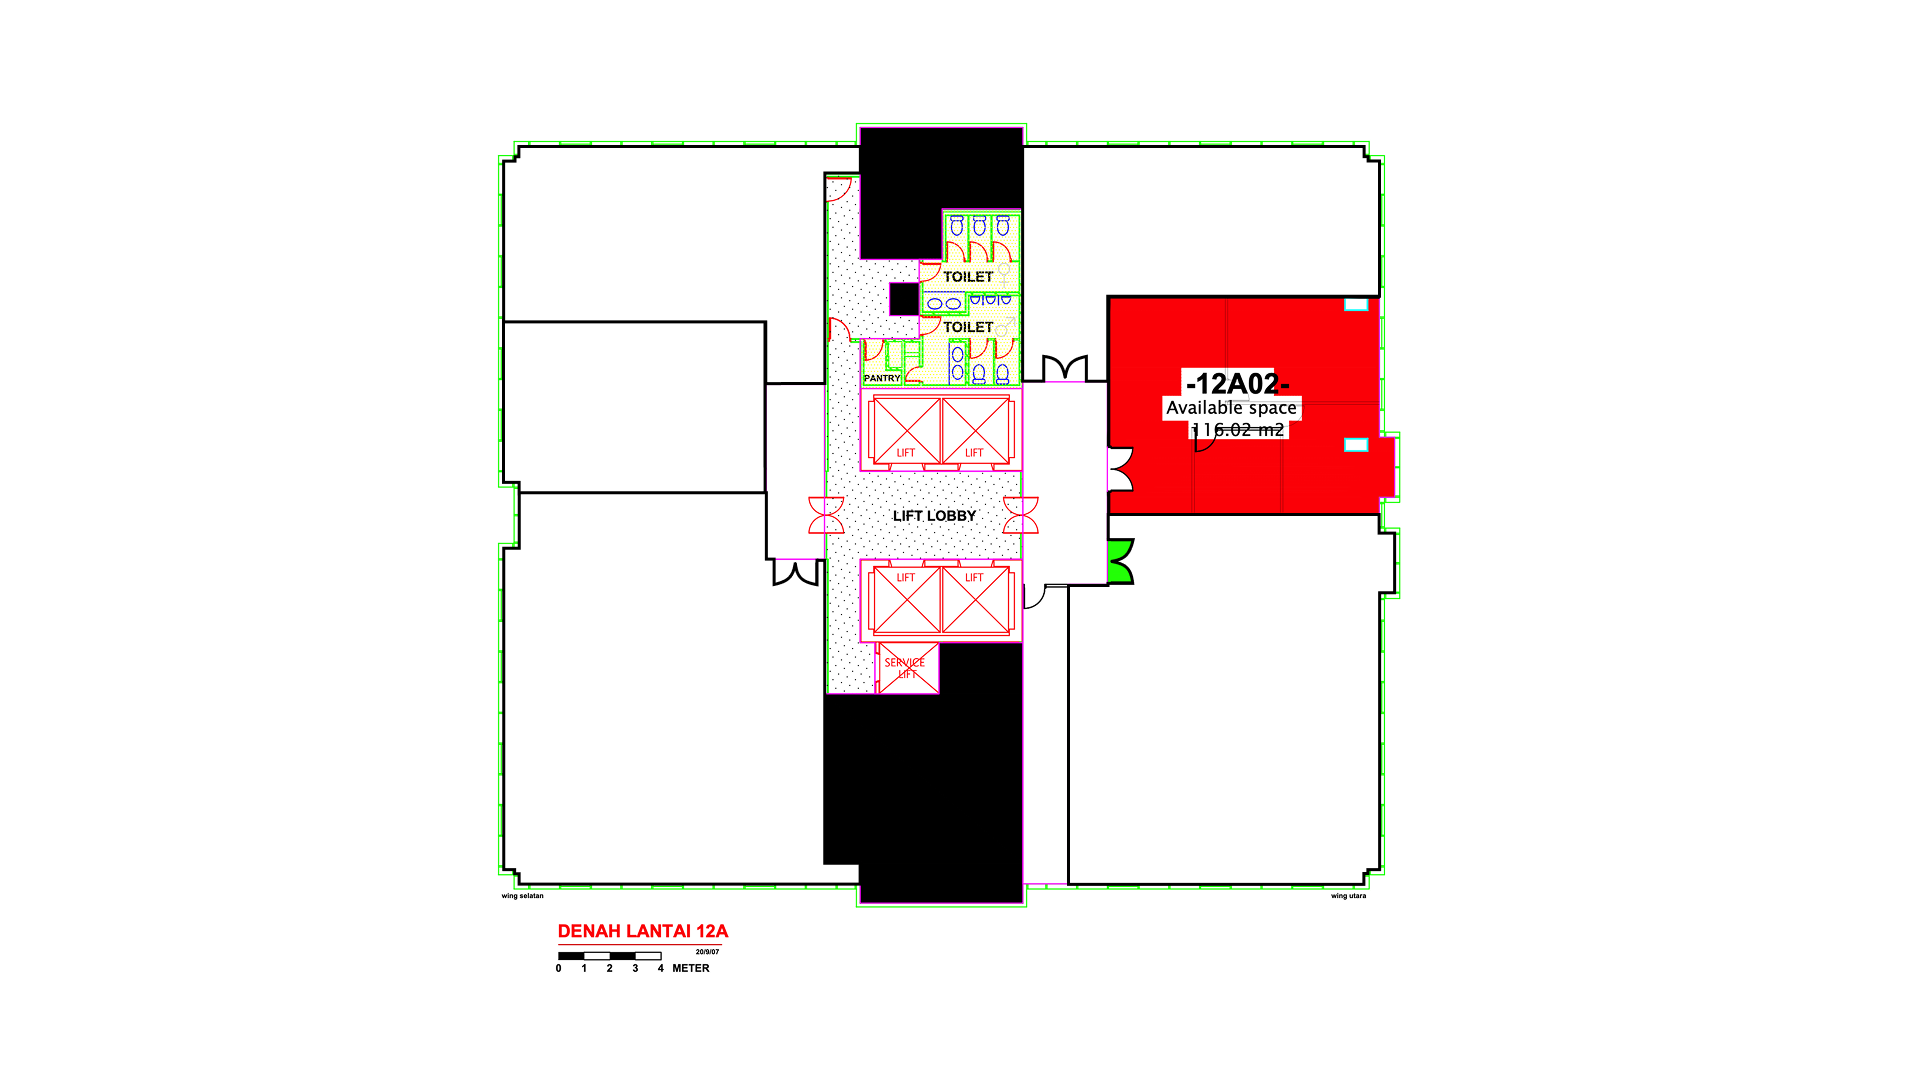 TOILET
TOILET
PANTRY
-12A02-
Available space
116.02 m2
LIFT
LIFT
LIFT LOBBY
LIFT
LIFT
SERVICE
LIFT
wing selatan
wing utara
DENAH LANTAI 12A
20/9/07
0 1 2 3 4 METER